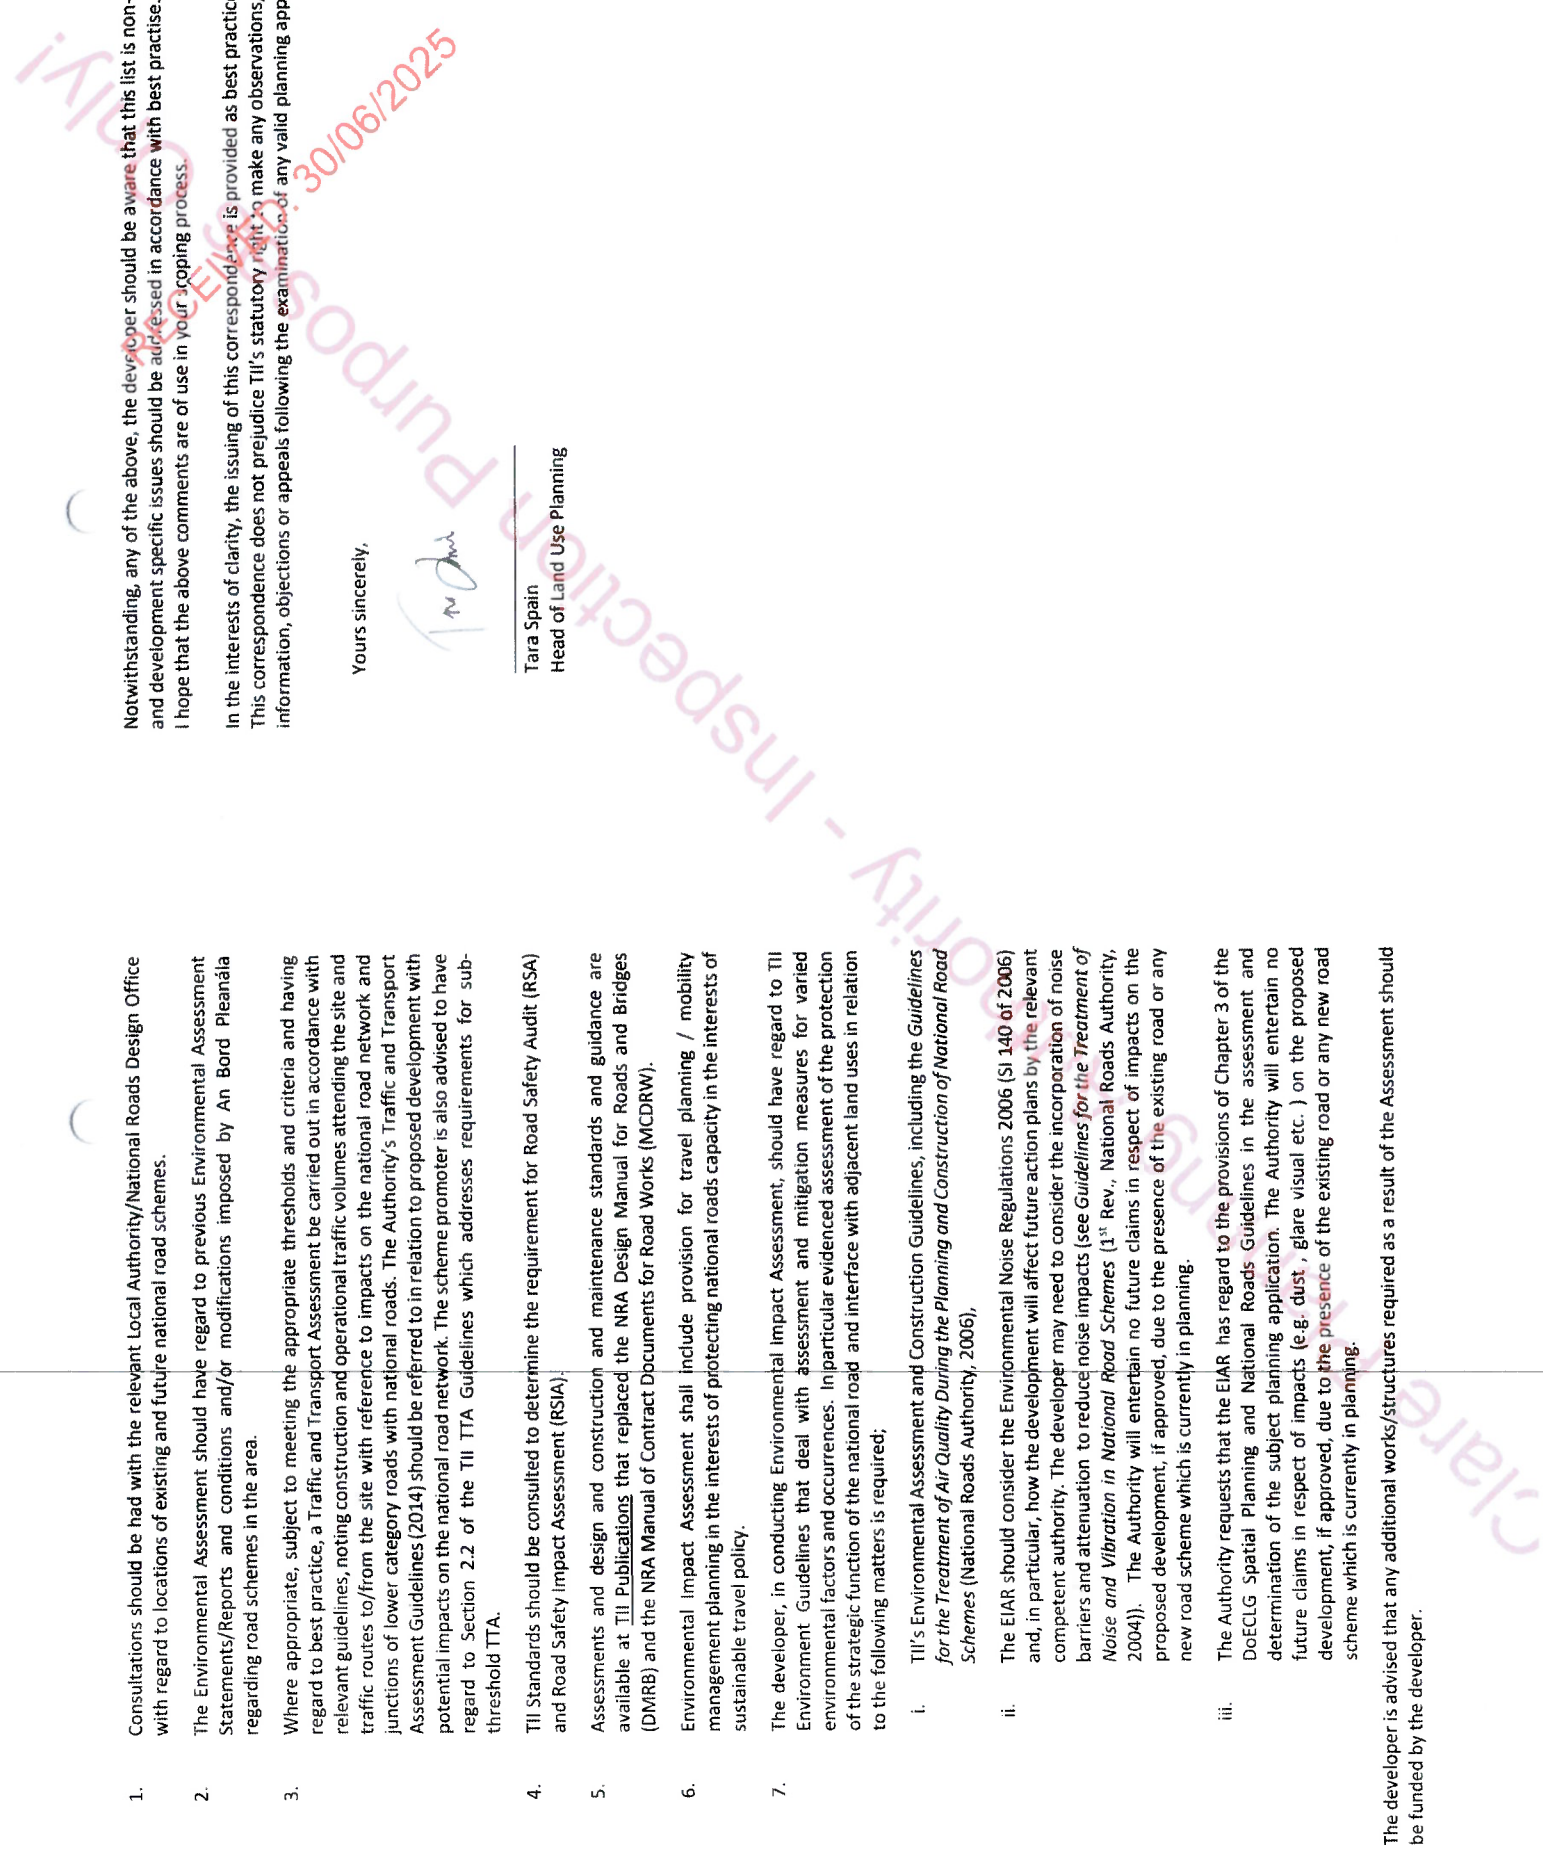 1. Consultations should be had with the relevant Local Authority/National Roads Design Office
with regard to locations of existing and future national road schemes.
2. The Environmental Assessment should have regard to previous Environmental Assessment
Statements/Reports and conditions and/or modifications imposed by An Bord Pleanála
regarding road schemes in the area.
3. Where appropriate, subject to meeting the appropriate thresholds and criteria and having
regard to best practice, a Traffic and Transport Assessment be carried out in accordance with
relevant guidelines, noting construction and operational traffic volumes attending the site and
traffic routes to/from the site with reference to impacts on the national road network and
junctions of lower category roads with national roads. The Authority's Traffic and Transport
Assessment Guidelines (2014) should be referred to in relation to proposed development with
potential impacts on the national road network. The scheme promoter is also advised to have
regard to Section 2.2 of the TII TTA Guidelines which addresses requirements for sub-
threshold TTA.
4. TII Standards should be consulted to determine the requirement for Road Safety Audit (RSA)
and Road Safety Impact Assessment (RSIA).
5. Assessments and design and construction and maintenance standards and guidance are
available at TII Publications that replaced the NRA Design Manual for Roads and Bridges
(DMRB) and the NRA Manual of Contract Documents for Road Works (MCDRW).
6. Environmental Impact Assessment shall include provision for travel planning / mobility
management planning in the interests of protecting national roads capacity in the interests of
sustainable travel policy.
7. The developer, in conducting Environmental Impact Assessment, should have regard to TII
Environment Guidelines that deal with assessment and mitigation measures for varied
environmental factors and occurrences. In particular evidenced assessment of the protection
of the strategic function of the national road and interface with adjacent land uses in relation
to the following matters is required;
i. TII's Environmental Assessment and Construction Guidelines, including the Guidelines
for the Treatment of Air Quality During the Planning and Construction of National Road
Schemes (National Roads Authority, 2006),
ii. The EIAR should consider the Environmental Noise Regulations 2006 (SI 140 of 2006)
and, in particular, how the development will affect future action plans by the relevant
competent authority. The developer may need to consider the incorporation of noise
barriers and attenuation to reduce noise impacts (see Guidelines for the Treatment of
Noise and Vibration in National Road Schemes (1st Rev., National Roads Authority,
2004)). The Authority will entertain no future claims in respect of impacts on the
proposed development, if approved, due to the presence of the existing road or any
new road scheme which is currently in planning.
iii. The Authority requests that the EIAR has regard to the provisions of Chapter 3 of the
DoECLG Spatial Planning and National Roads Guidelines in the assessment and
determination of the subject planning application. The Authority will entertain no
future claims in respect of impacts (e.g. dust , glare visual etc. ) on the proposed
development, if approved, due to the presence of the existing road or any new road
scheme which is currently in planning.
The developer is advised that any additional works/structures required as a result of the Assessment should
be funded by the developer.
Notwithstanding, any of the above, the developer should be aware that this list is non-
and development specific issues should be addressed in accordance with best practise.
I hope that the above comments are of use in your scoping process.
In the interests of clarity, the issuing of this correspondence is provided as best practic
This correspondence does not prejudice TII's statutory right to make any observations,
information, objections or appeals following the examination of any valid planning app
Yours sincerely,
Tara Spain
Head of Land Use Planning
RECEIVED: 30/06/2025
Clare Planning Authority - Inspection Purposes Only!